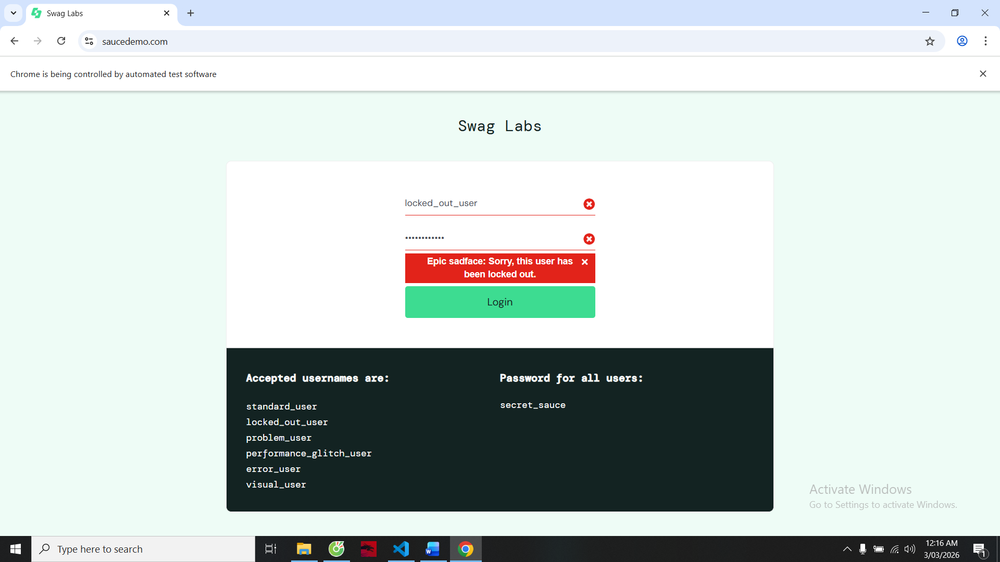 Swag Labs
saucedemo.com
Chrome is being controlled by automated test software
Swag Labs
locked_out_user
••••••••••••
Epic sadface: Sorry, this user has
been locked out.
Login
Accepted usernames are:
standard_user
locked_out_user
problem_user
performance_glitch_user
error_user
visual_user
Password for all users:
secret_sauce
Activate Windows
Go to Settings to activate Windows.
Type here to search
12:16 AM
3/03/2026
1